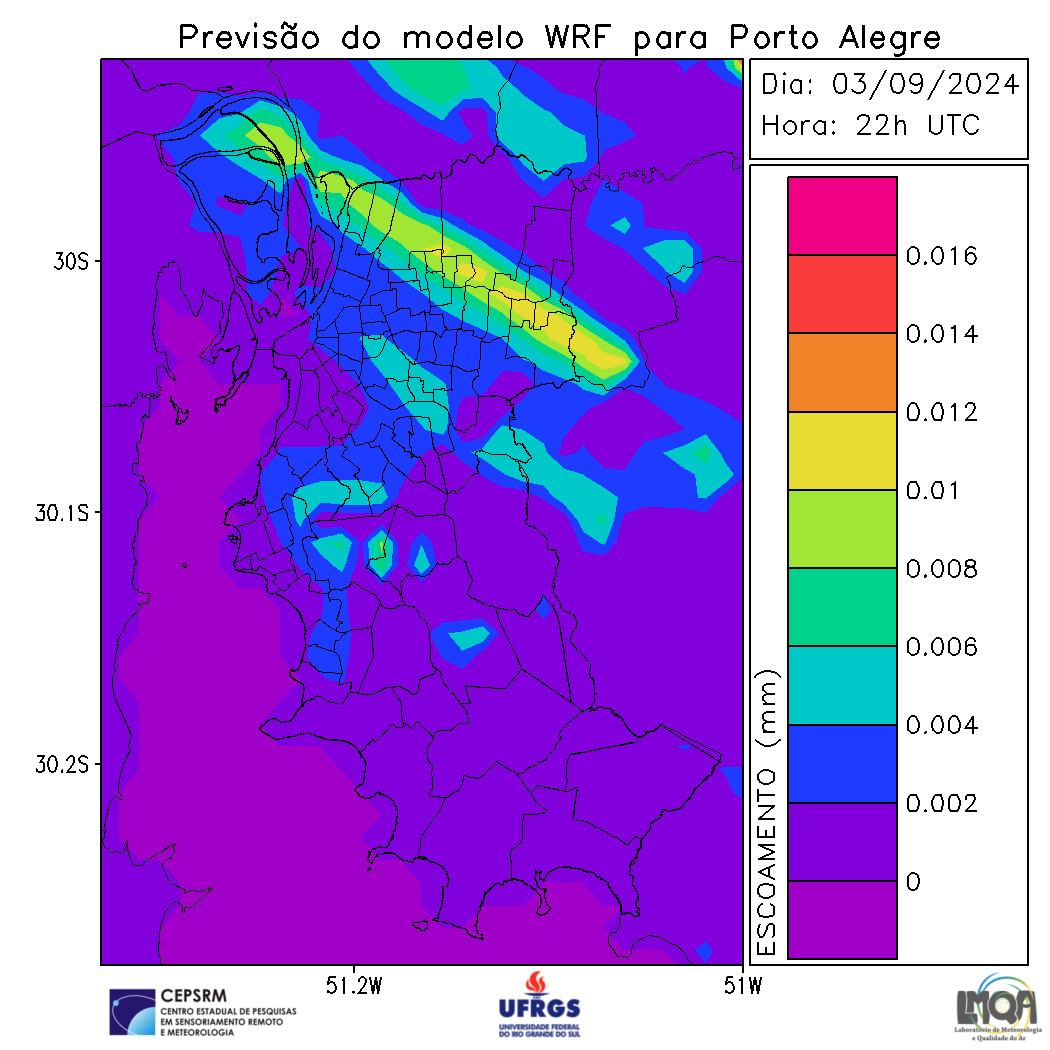 Previsão do modelo WRF para Porto Alegre
Dia: 03/09/2024
Hora: 22h UTC
30S
30.1S
30.2S
51.2W
51W
0.016
0.014
0.012
0.01
0.008
0.006
0.004
0.002
0
ESCOAMENTO (mm)
CEPSRM
CENTRO ESTADUAL DE PESQUISAS
EM SENSORIAMENTO REMOTO
E METEOROLOGIA
UFRGS
UNIVERSIDADE FEDERAL
DO RIO GRANDE DO SUL
LMQA
Laboratório de Meteorologia
e Qualidade do Ar